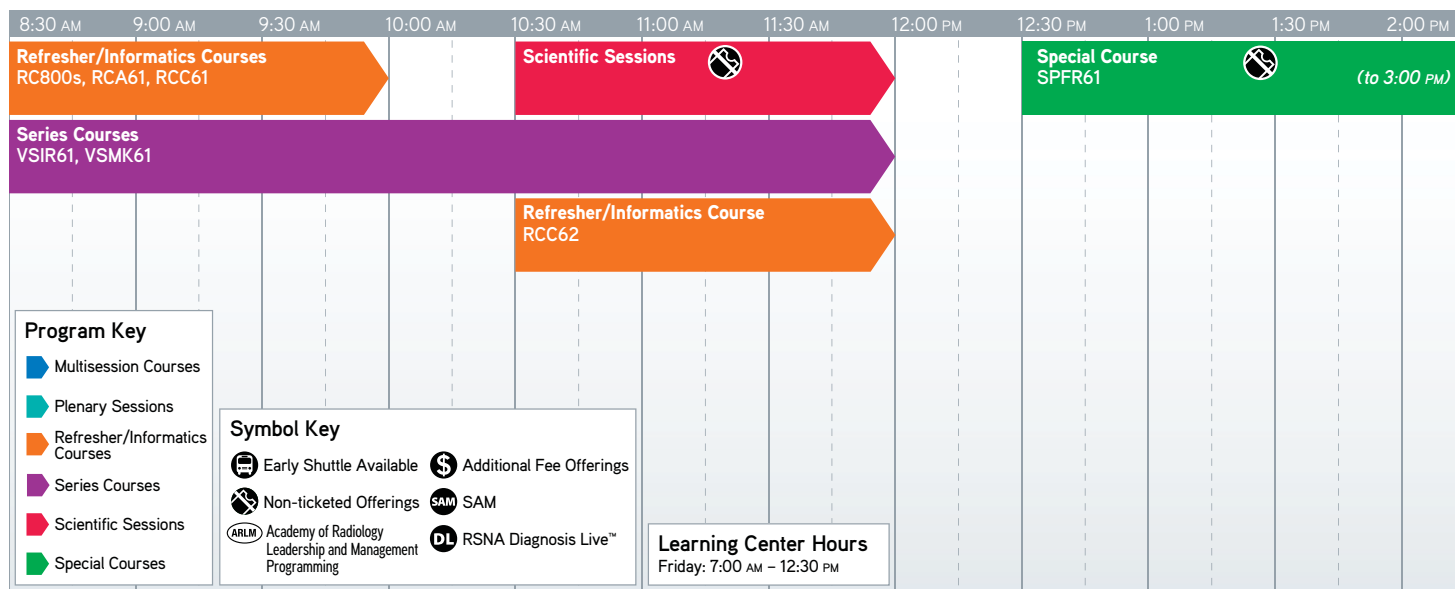 8:30 AM 9:00 AM 9:30 AM 10:00 AM 10:30 AM 11:00 AM 11:30 AM 12:00 PM 12:30 PM 1:00 PM 1:30 PM 2:00 PM
Refresher/Informatics Courses
RC800s, RCA61, RCC61
Scientific Sessions
Special Course
SPFR61 (to 3:00 PM)
Series Courses
VSIR61, VSMK61
Refresher/Informatics Course
RCC62
Program Key
Multisession Courses
Plenary Sessions
Refresher/Informatics
Courses
Series Courses
Scientific Sessions
Special Courses
Symbol Key
Early Shuttle Available
Non-ticketed Offerings
ARLM Academy of Radiology
Leadership and Management
Programming
$ Additional Fee Offerings
SAM SAM
DL RSNA Diagnosis Live™
Learning Center Hours
Friday: 7:00 AM – 12:30 PM